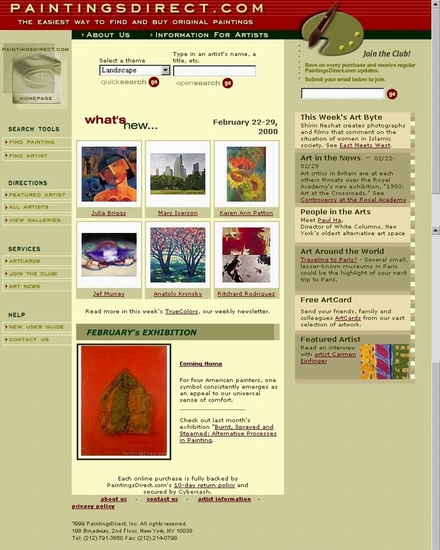 PAINTINGSDIRECT.COM
THE EASIEST WAY TO FIND AND BUY ORIGINAL PAINTINGS
About Us
Information For Artists
PAINTINGSDIRECT.COM
HOMEPAGE
SEARCH TOOLS
FIND PAINTING
FIND ARTIST
DIRECTIONS
FEATURED ARTIST
ALL ARTISTS
VIEW GALLERIES
SERVICES
ARTCARDS
JOIN THE CLUB!
ART NEWS
HELP
NEW USER GUIDE
CONTACT US
Select a theme
Landscape
quicksearch go
Type in an artist's name, a
title, etc.
opensearch go
what's new...
February 22-29,
2000
Julia Briggs
Mary Iverson
Karen Ann Patton
Jef Murray
Anatoly Krynsky
Ritchard Rodriguez
Read more in this week's TrueColors, our weekly newsletter.
FEBRUARY's EXHIBITION
Coming Home
For four American painters, one
symbol consistently emerges as
an appeal to our universal
sense of comfort.
Check out last month's
exhibition "Burnt, Sprayed and
Steamed: Alternative Processes
in Painting.
Each online purchase is fully backed by
PaintingsDirect.com's 10-day return policy and
secured by Cybercash.
about us - contact us - artist information -
privacy policy
?999 PaintingsDirect, inc. All rights reserved.
198 Broadway, 2nd Floor, New York, NY 10038
Tel: (212) 791-3850 Fax: (212) 214-0798
Join the Club!
Save on every purchase and receive regular
PaintingsDirect.com updates.
Submit your email below to join.
go
This Week's Art Byte
Shirin Neshat creates photographs
and films that comment on the
situation of women in Islamic
society. See East Meets West.
Art in the News - 02/22-
02/29
Art critics in Britain are at each
others throats over the Royal
Academy's new exhibition, "1900:
Art at the Crossroads." See
Controversy at the Royal Academy
People in the Arts
Meet Paul Ha,
Director of White Columns, New
York's oldest alternative art space
Art Around the World
Traveling to Paris? - Several small,
lesser-known museums in Paris
could be the highlight of your next
trip to Paris.
Free ArtCard
Send your friends, family and
colleagues ArtCards from our vast
selection of artwork.
Featured Artist
Read an interview
with artist Carmen
Einfinger